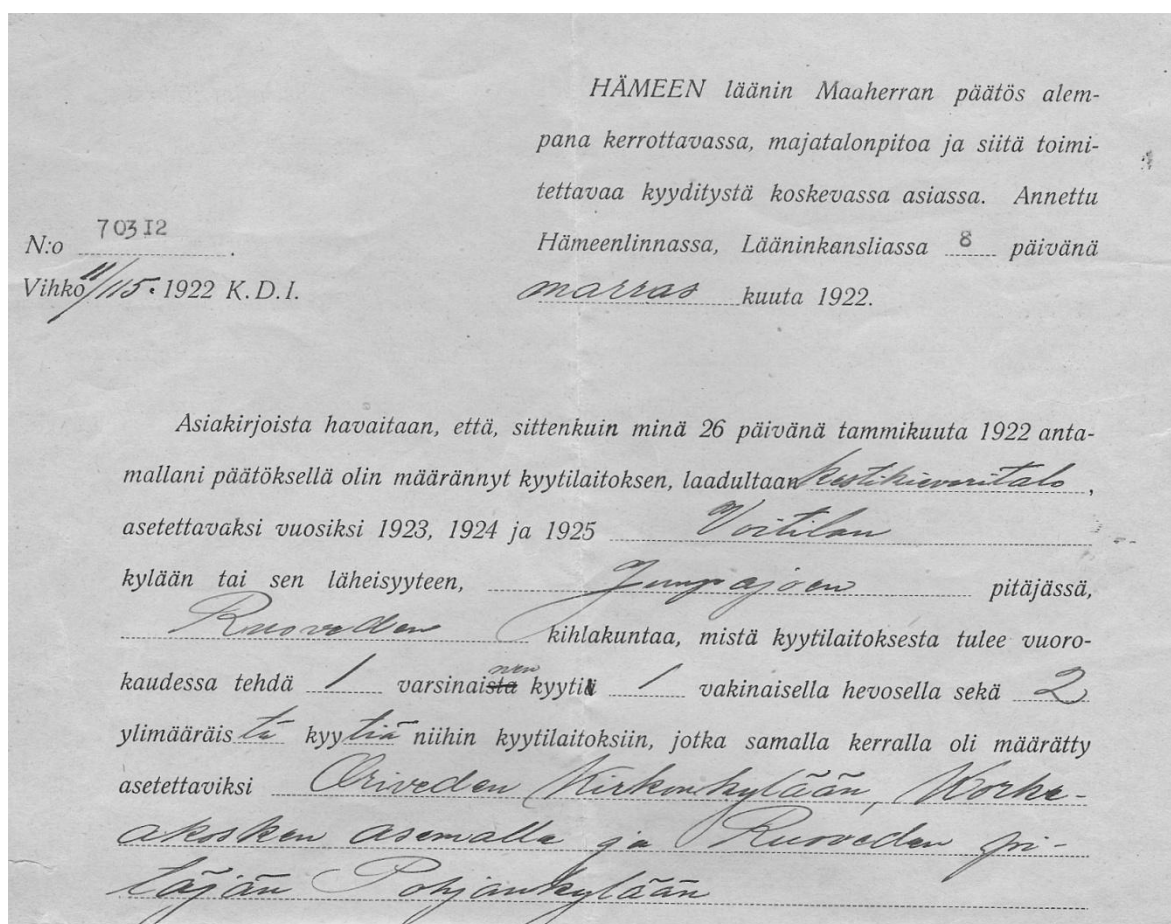 HÄMEEN läänin Maaherran päätös alem-
pana kerrottavassa, majatalonpitoa ja siitä toimi-
tettavaa kyyditystä koskevassa asiassa. Annettu
Hämeenlinnassa, Lääninkansliassa 8 päivänä
marras kuuta 1922.
N:o 70312.
Vihko 11/115. 1922 K.D.I.
Asiakirjoista havaitaan, että, sittenkuin minä 26 päivänä tammikuuta 1922 anta-
mallani päätöksellä olin määrännyt kyytilaitoksen, laadultaan kestikievaritalo,
asetettavaksi vuosiksi 1923, 1924 ja 1925 Voitilan
kylään tai sen läheisyyteen, pitäjässä,
Ruoveden kihlakuntaa, mistä kyytilaitoksesta tulee vuoro-
kaudessa tehdä 1 varsinainen kyyti 1 vakinaisella hevosella sekä 2
ylimääräistä kyytiä niihin kyytilaitoksiin, jotka samalla kerralla oli määrätty
asetettaviksi Oriveden Kirkonkylään, Korke-
akosken asemalle ja Ruoveden pi-
täjän Pohjankylään